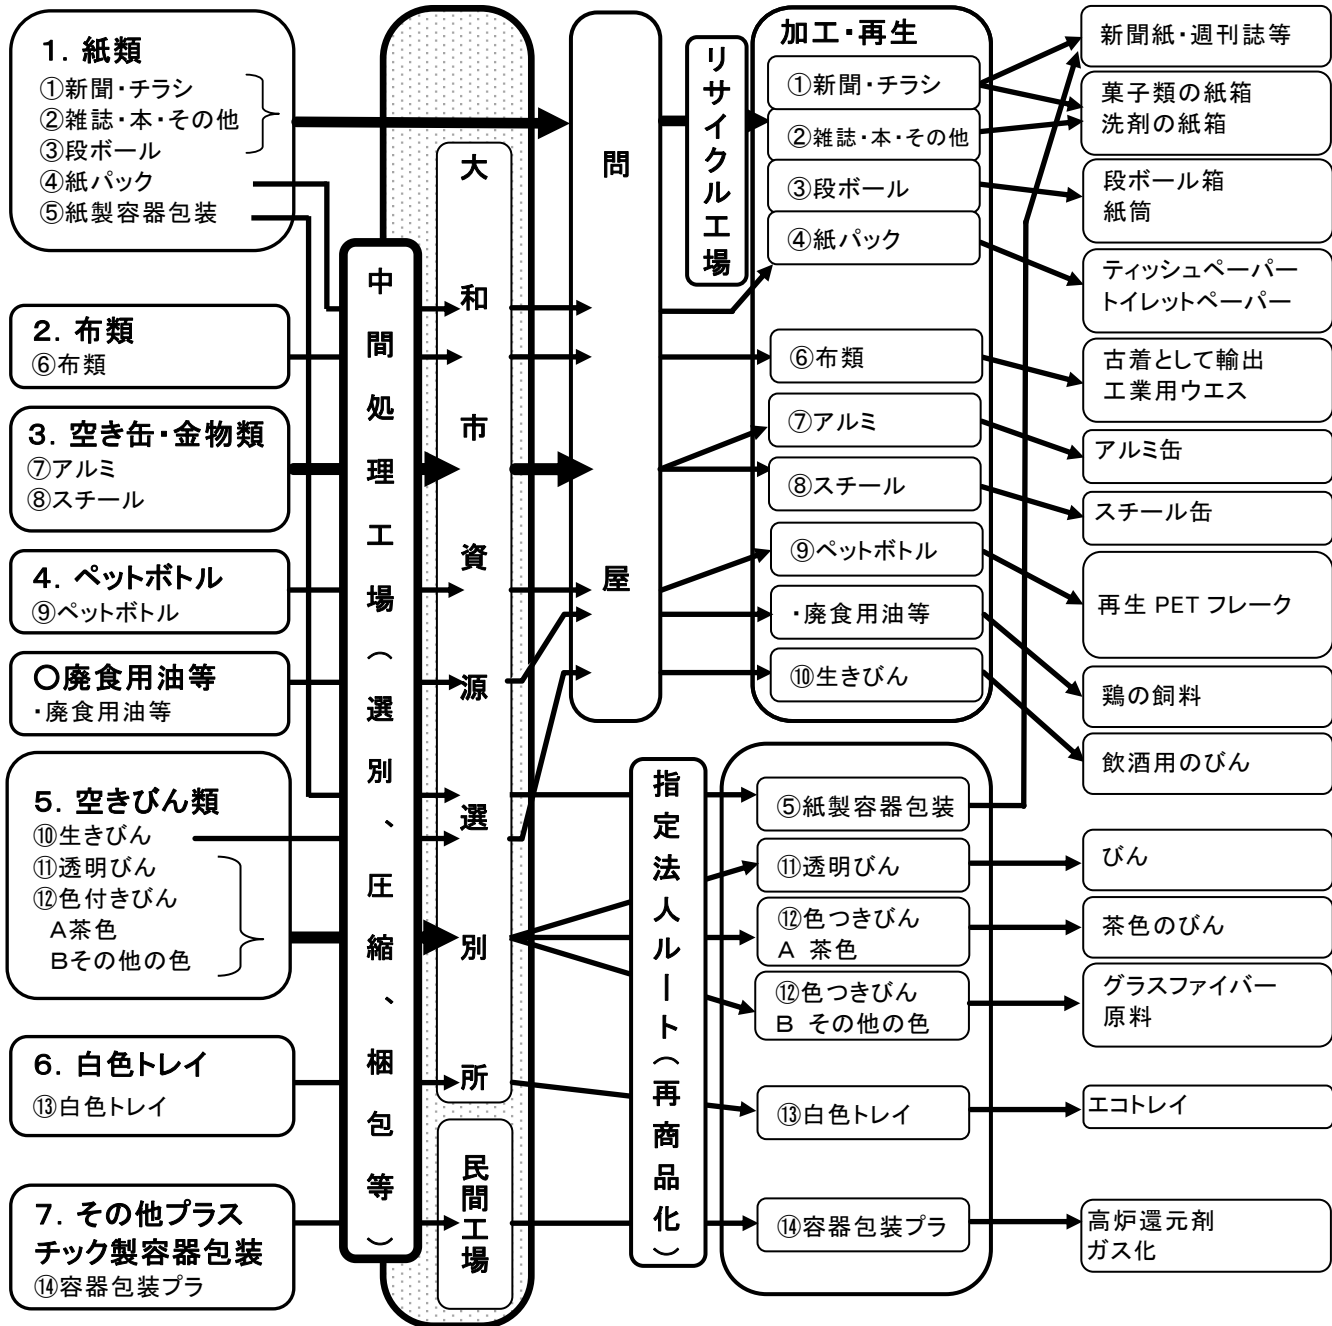 1. 紙類
①新聞・チラシ
②雑誌・本・その他
③段ボール
④紙パック
⑤紙製容器包装
2. 布類
⑥布類
3. 空き缶・金物類
⑦アルミ
⑧スチール
4. ペットボトル
⑨ペットボトル
○廃食用油等
・廃食用油等
5. 空きびん類
⑩生きびん
⑪透明びん
⑫色付きびん
A茶色
Bその他の色
6. 白色トレイ
⑬白色トレイ
7. その他プラス
チック製容器包装
⑭容器包装プラ
中間処理工場（選別、圧縮、梱包等）
大和市資源選別所
民間工場
問屋
リサイクル工場
指定法人ルート（再商品化）
加工・再生
①新聞・チラシ
②雑誌・本・その他
③段ボール
④紙パック
⑥布類
⑦アルミ
⑧スチール
⑨ペットボトル
・廃食用油等
⑩生きびん
⑤紙製容器包装
⑪透明びん
⑫色つきびん
A 茶色
⑫色つきびん
B その他の色
⑬白色トレイ
⑭容器包装プラ
新聞紙・週刊誌等
菓子類の紙箱
洗剤の紙箱
段ボール箱
紙筒
ティッシュペーパー
トイレットペーパー
古着として輸出
工業用ウエス
アルミ缶
スチール缶
再生 PET フレーク
鶏の飼料
飲酒用のびん
びん
茶色のびん
グラスファイバー
原料
エコトレイ
高炉還元剤
ガス化